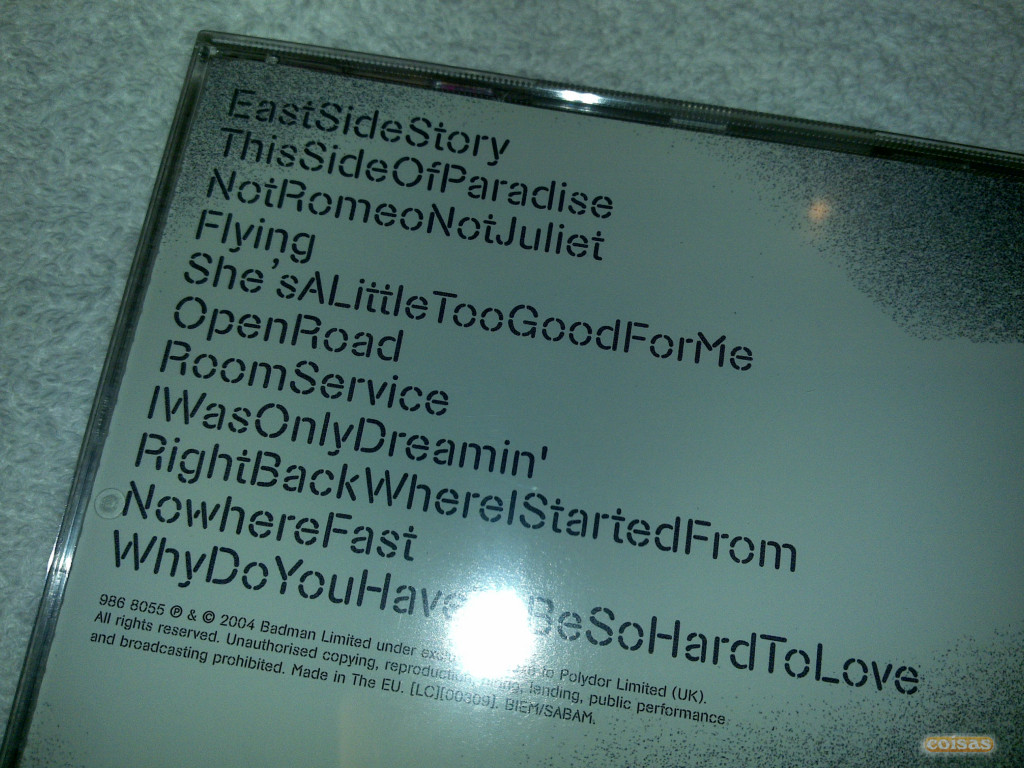 EastSideStory
ThisSideOfParadise
NotRomeoNotJuliet
Flying
She'sALittleTooGoodForMe
OpenRoad
RoomService
IWasOnlyDreamin'
RightBackWhereIStartedFrom
NowhereFast
WhyDoYouHave BeSoHardToLove
986 8055 ℗ & © 2004 Badman Limited under to Polydor Limited (UK).
All rights reserved. Unauthorised copying, reproduction, lending, public performance
and broadcasting prohibited. Made in The EU. [LC][00309]. BIEM/SABAM.
coisas